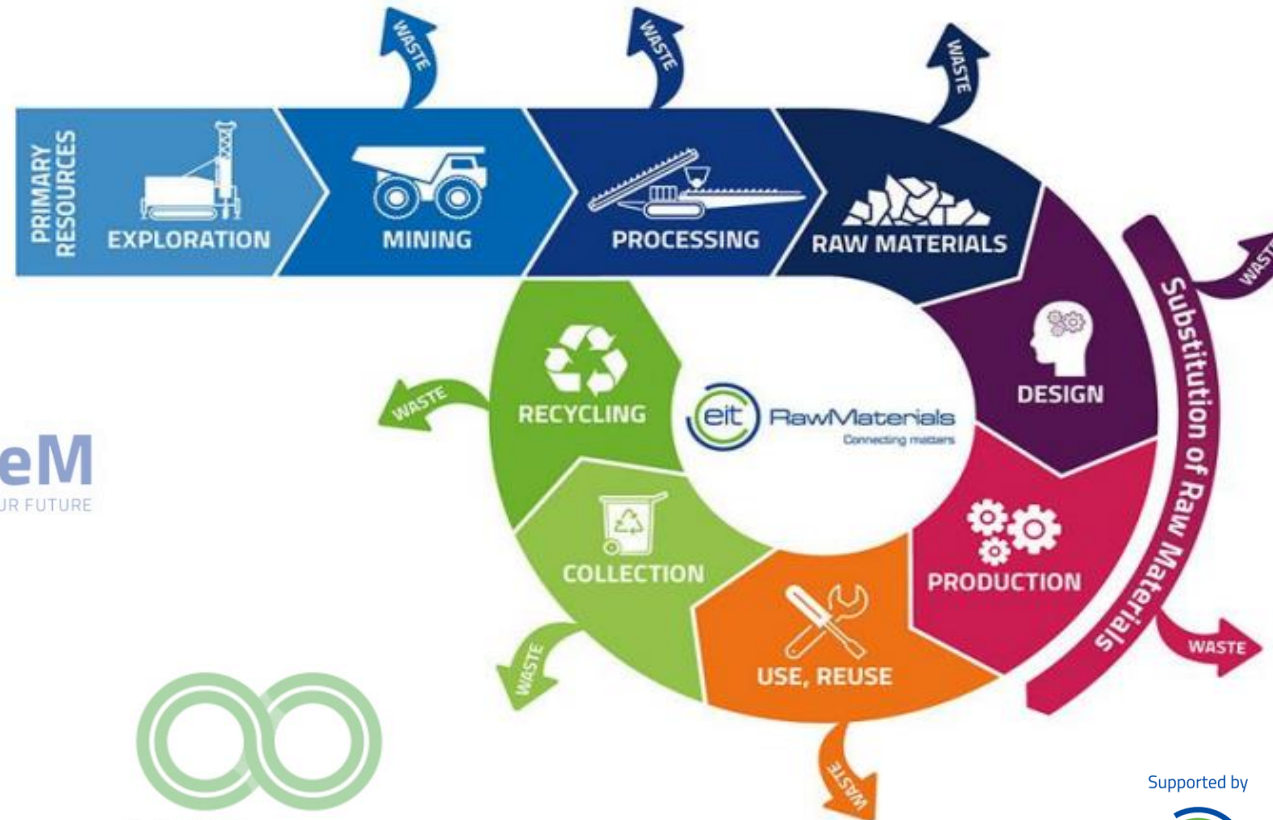 WASTE
WASTE
WASTE
PRIMARY
RESOURCES
EXPLORATION
MINING
PROCESSING
RAW MATERIALS
WASTE
Substitution of Raw Materials
DESIGN
RECYCLING
WASTE
eit RawMaterials
Connecting matters
eM
UR FUTURE
COLLECTION
PRODUCTION
WASTE
USE, REUSE
WASTE
WASTE
Supported by